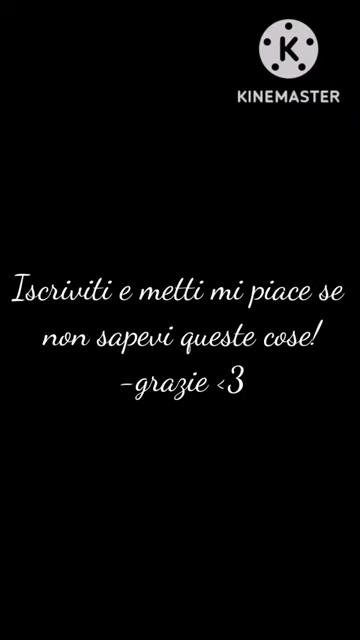 K
KINEMASTER
Iscriviti e metti mi piace se
non sapevi queste cose!
-grazie <3